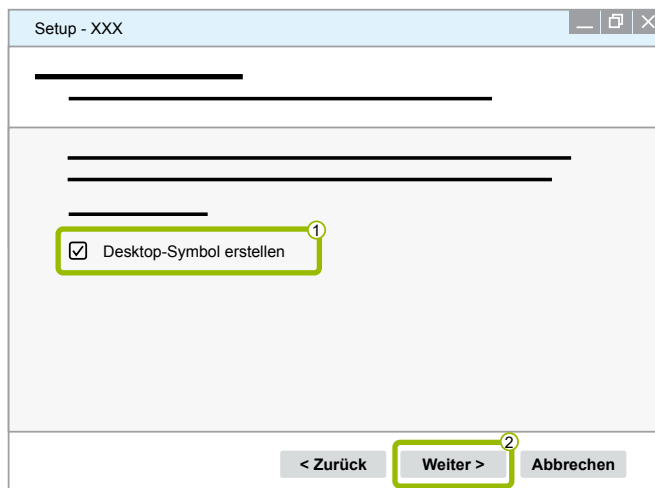 Setup - XXX
1
Desktop-Symbol erstellen
2
< Zurück Weiter > Abbrechen